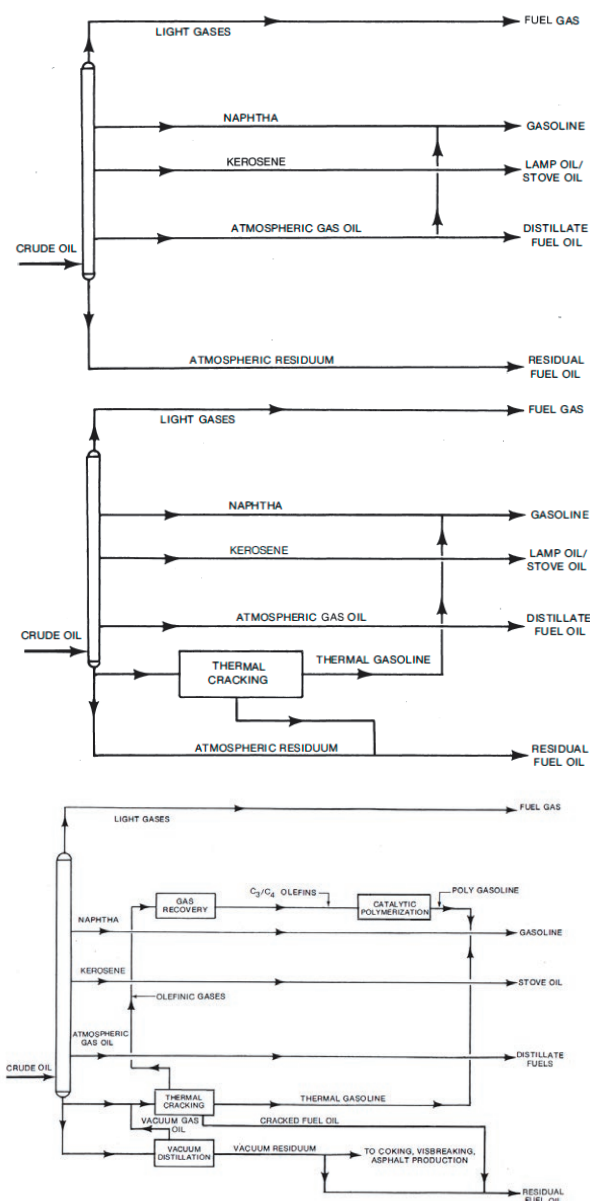 LIGHT GASES
FUEL GAS
NAPHTHA
GASOLINE
KEROSENE
LAMP OIL/
STOVE OIL
ATMOSPHERIC GAS OIL
DISTILLATE
FUEL OIL
CRUDE OIL
ATMOSPHERIC RESIDUUM
RESIDUAL
FUEL OIL
LIGHT GASES
FUEL GAS
NAPHTHA
GASOLINE
KEROSENE
LAMP OIL/
STOVE OIL
ATMOSPHERIC GAS OIL
DISTILLATE
FUEL OIL
CRUDE OIL
THERMAL
CRACKING
THERMAL GASOLINE
ATMOSPHERIC RESIDUUM
RESIDUAL
FUEL OIL
LIGHT GASES
FUEL GAS
GAS
RECOVERY
C3/C4 OLEFINS
CATALYTIC
POLYMERIZATION
POLY GASOLINE
NAPHTHA
GASOLINE
KEROSENE
STOVE OIL
OLEFINIC GASES
ATMOSPHERIC
GAS OIL
DISTILLATE
FUELS
CRUDE OIL
THERMAL
CRACKING
THERMAL GASOLINE
VACUUM GAS
OIL
CRACKED FUEL OIL
VACUUM
DISTILLATION
VACUUM RESIDUUM
TO COKING, VISBREAKING,
ASPHALT PRODUCTION
RESIDUAL
FUEL OIL